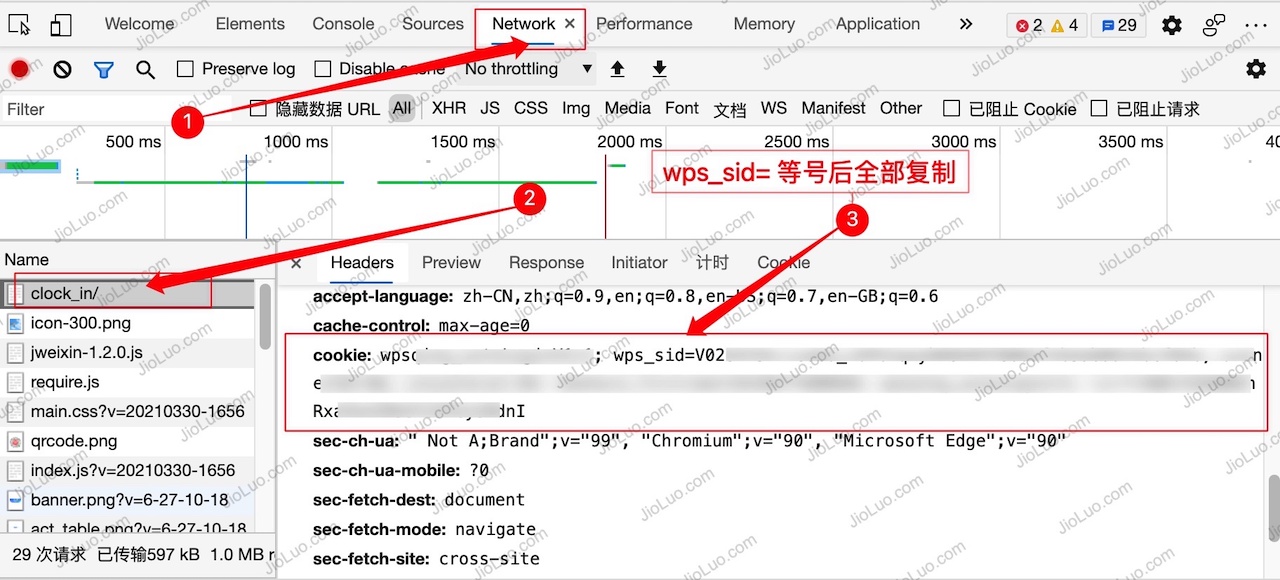 Welcome Elements Console Sources Network × Performance Memory Application » 2 4 29
Preserve log Disable cache No throttling
Filter 隐藏数据 URL All XHR JS CSS Img Media Font 文档 WS Manifest Other 已阻止 Cookie 已阻止请求
1
500 ms 1000 ms 1500 ms 2000 ms 2500 ms 3000 ms 3500 ms 40
wps_sid= 等号后全部复制
2
3
Name
clock_in/
icon-300.png
jweixin-1.2.0.js
require.js
main.css?v=20210330-1656
qrcode.png
index.js?v=20210330-1656
banner.png?v=6-27-10-18
act_table.png?v=6-27-10-18
29 次请求 已传输597 kB 1.0 MB r
× Headers Preview Response Initiator 计时 Cookie
accept-language: zh-CN,zh;q=0.9,en;q=0.8,en-US;q=0.7,en-GB;q=0.6
cache-control: max-age=0
cookie: wps ; wps_sid=V02 n
e n
Rx dnI
sec-ch-ua: " Not A;Brand";v="99", "Chromium";v="90", "Microsoft Edge";v="90"
sec-ch-ua-mobile: ?0
sec-fetch-dest: document
sec-fetch-mode: navigate
sec-fetch-site: cross-site
JioLuo.com